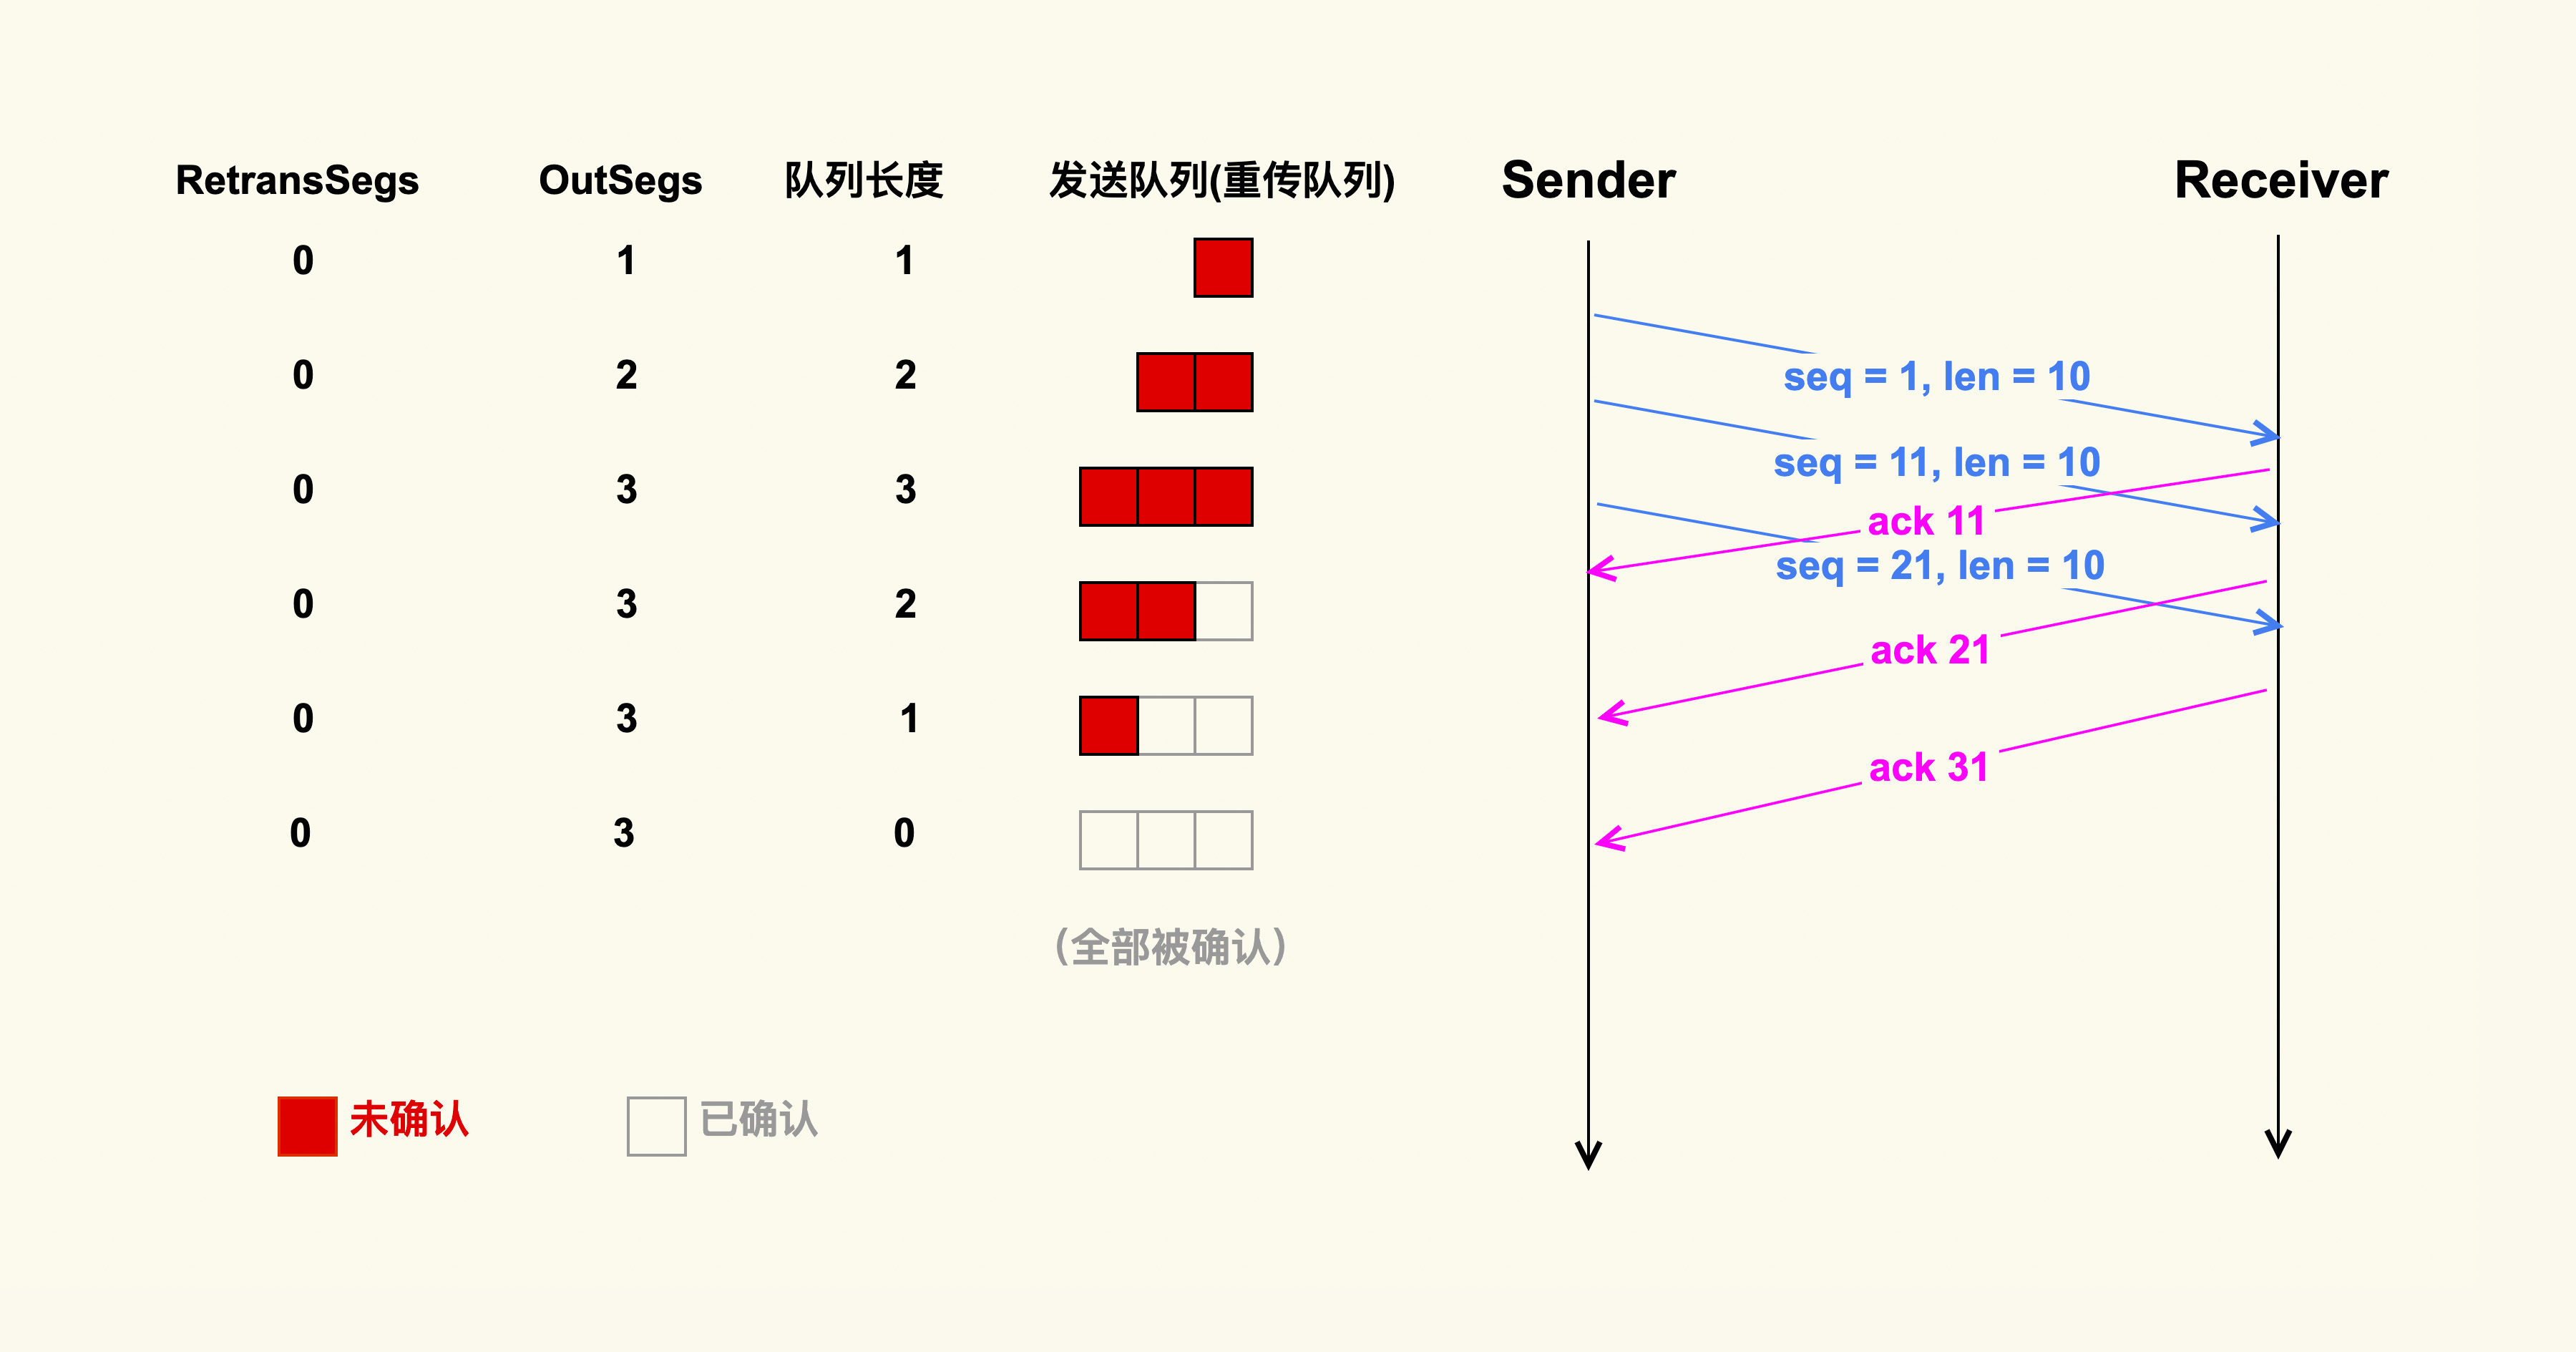 RetransSegs OutSegs 队列长度 发送队列(重传队列) Sender Receiver
0 1 1
0 2 2
0 3 3
0 3 2
0 3 1
0 3 0
(全部被确认)
未确认 已确认
seq = 1, len = 10
seq = 11, len = 10
ack 11
seq = 21, len = 10
ack 21
ack 31